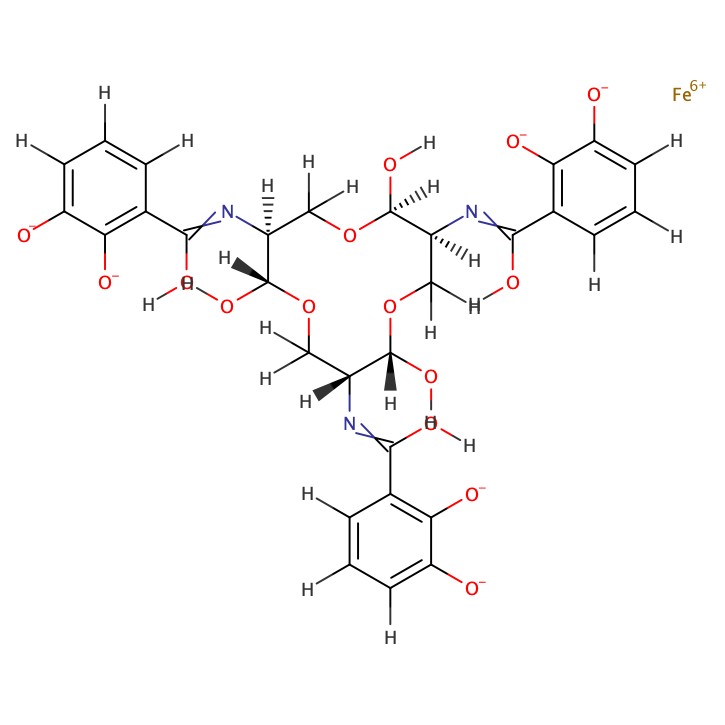 H O⁻ Fe⁶⁺
H H H O⁻ H
H O
H H H
N N
O⁻ O H
H H
O⁻ O H O H
H O O O H
H H
H O
H H
N O H
H
H O⁻
H O⁻
H